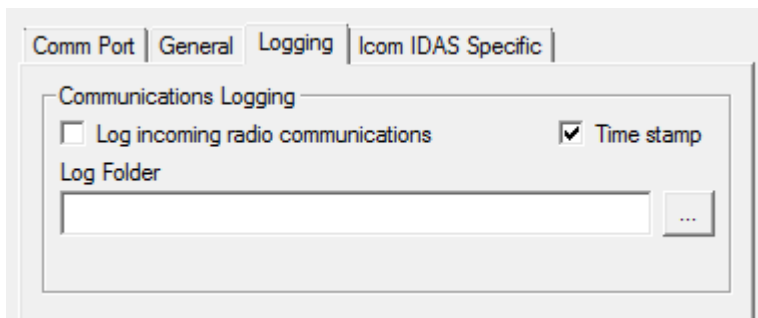 Comm Port General Logging Icom IDAS Specific
Communications Logging
Log incoming radio communications Time stamp
Log Folder
...